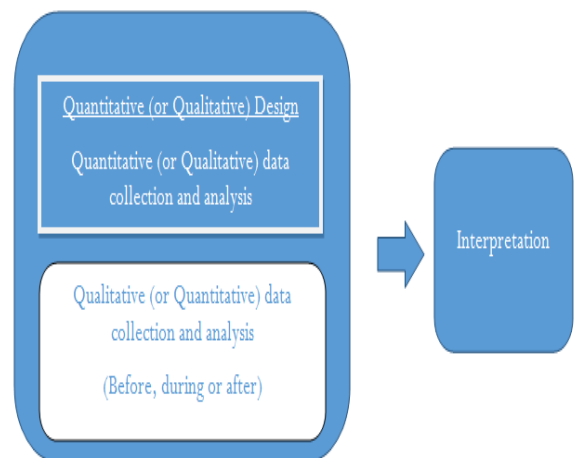 Quantitative (or Qualitative) Design
Quantitative (or Qualitative) data
collection and analysis
Qualitative (or Quantitative) data
collection and analysis
(Before, during or after)
Interpretation